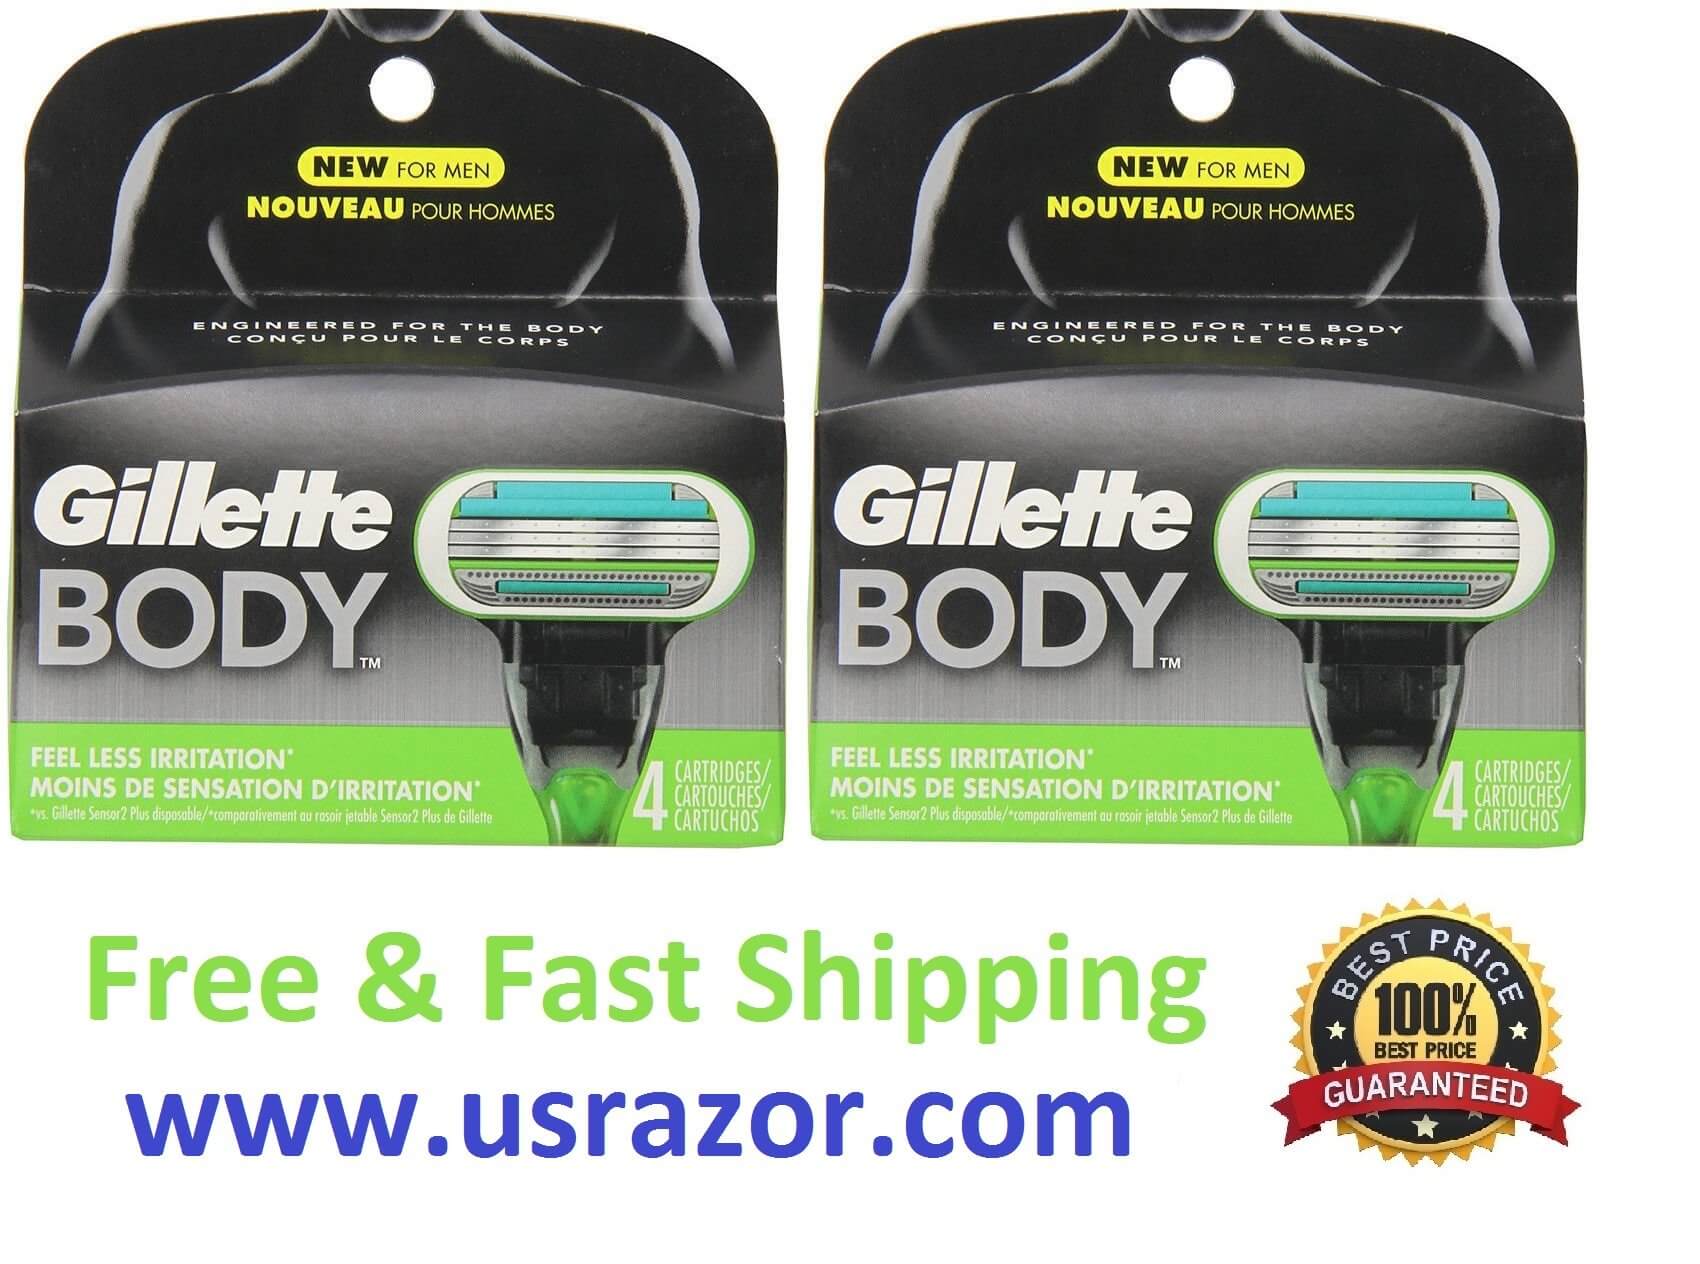 NEW FOR MEN
NOUVEAU POUR HOMMES
ENGINEERED FOR THE BODY
CONÇU POUR LE CORPS
Gillette
BODY™
FEEL LESS IRRITATION*
MOINS DE SENSATION D'IRRITATION*
*vs. Gillette Sensor2 Plus disposable/*comparativement au rasoir jetable Sensor2 Plus de Gillette
4 CARTRIDGES/
CARTOUCHES/
CARTUCHOS
NEW FOR MEN
NOUVEAU POUR HOMMES
ENGINEERED FOR THE BODY
CONÇU POUR LE CORPS
Gillette
BODY™
FEEL LESS IRRITATION*
MOINS DE SENSATION D'IRRITATION*
*vs. Gillette Sensor2 Plus disposable/*comparativement au rasoir jetable Sensor2 Plus de Gillette
4 CARTRIDGES/
CARTOUCHES/
CARTUCHOS
Free & Fast Shipping
www.usrazor.com
BEST PRICE
100%
BEST PRICE
GUARANTEED